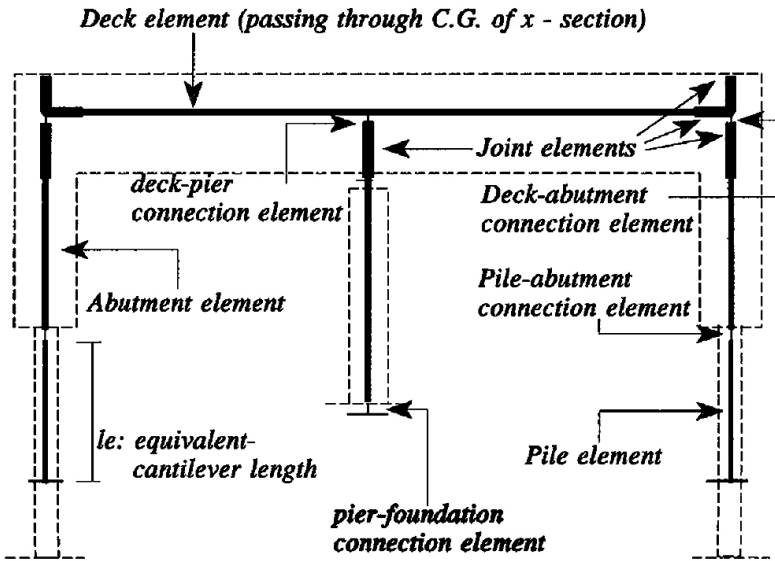 Deck element (passing through C.G. of x - section)
Joint elements
deck-pier
connection element
Deck-abutment
connection element
Abutment element
Pile-abutment
connection element
le: equivalent-
cantilever length
Pile element
pier-foundation
connection element